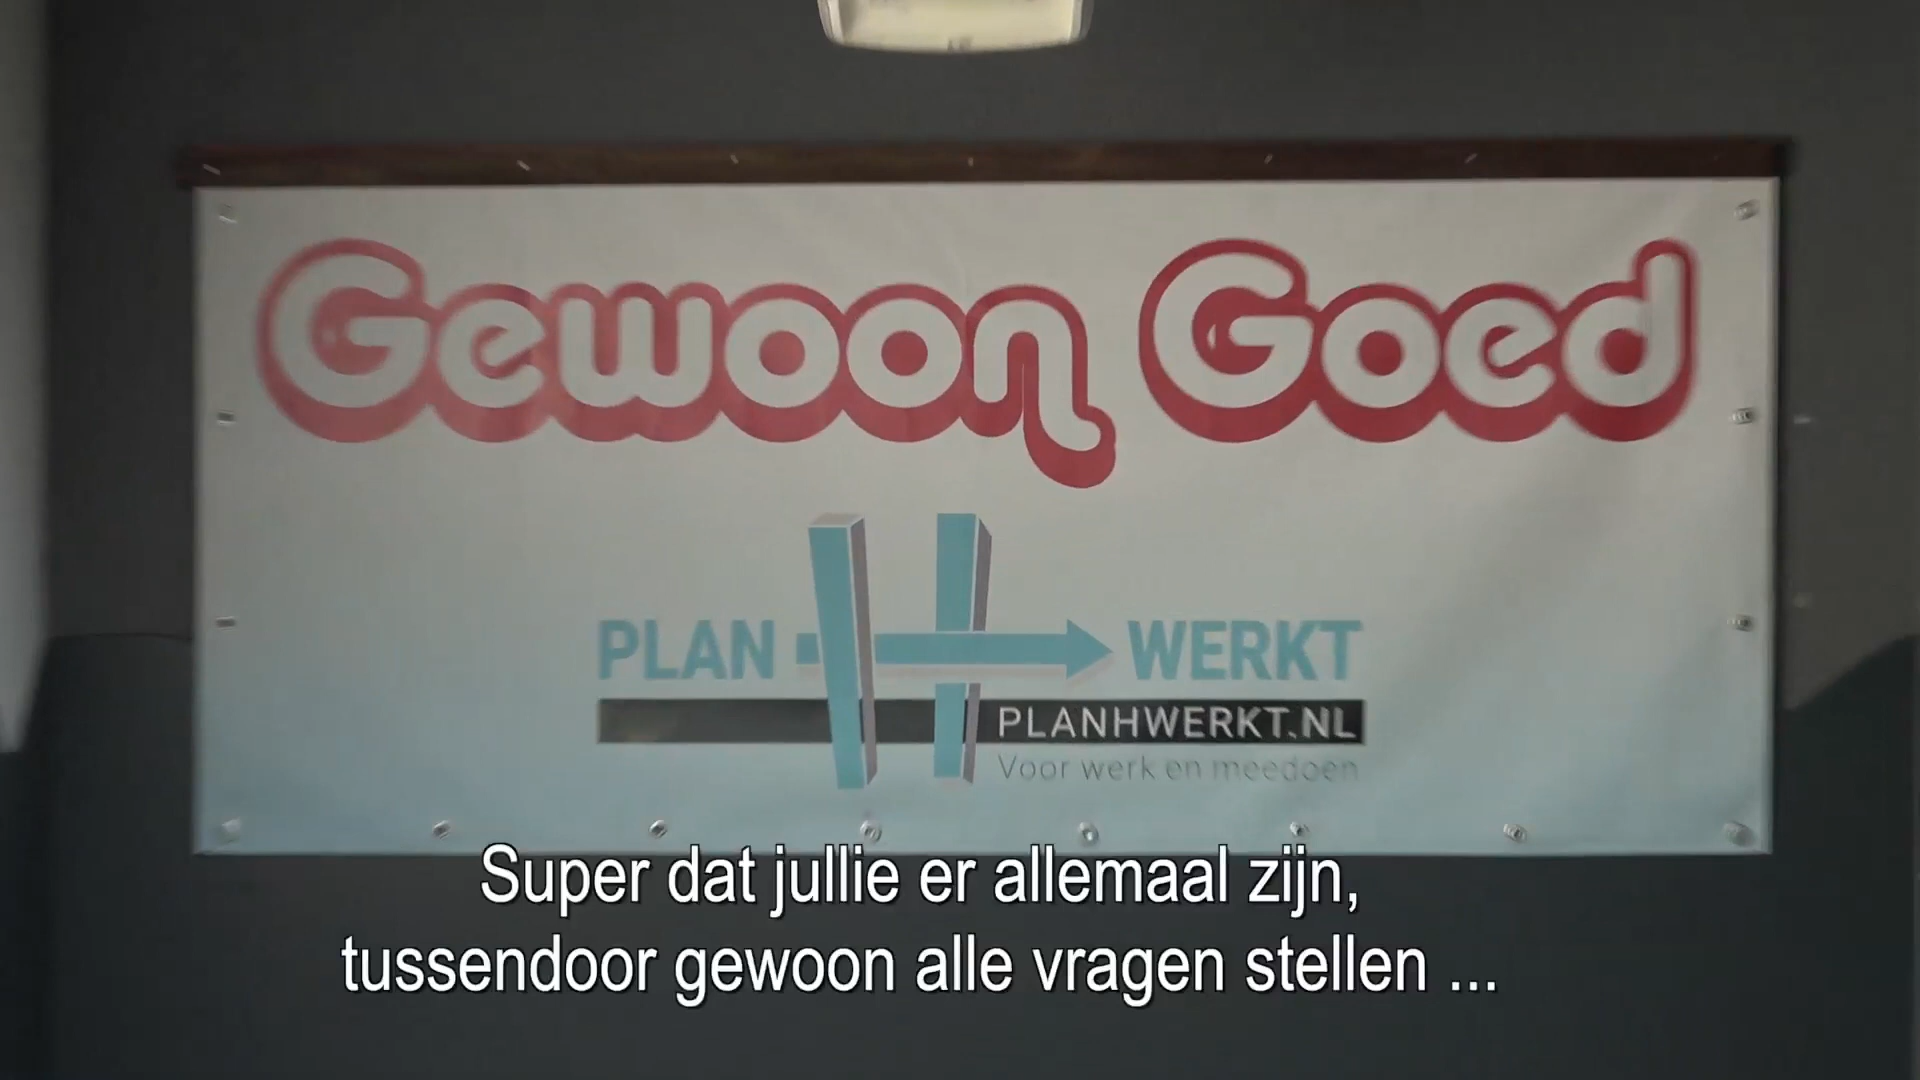 Gewoon Goed
PLAN H WERKT
PLANHWERKT.NL
Voor werk en meedoen
Super dat jullie er allemaal zijn,
tussendoor gewoon alle vragen stellen ...